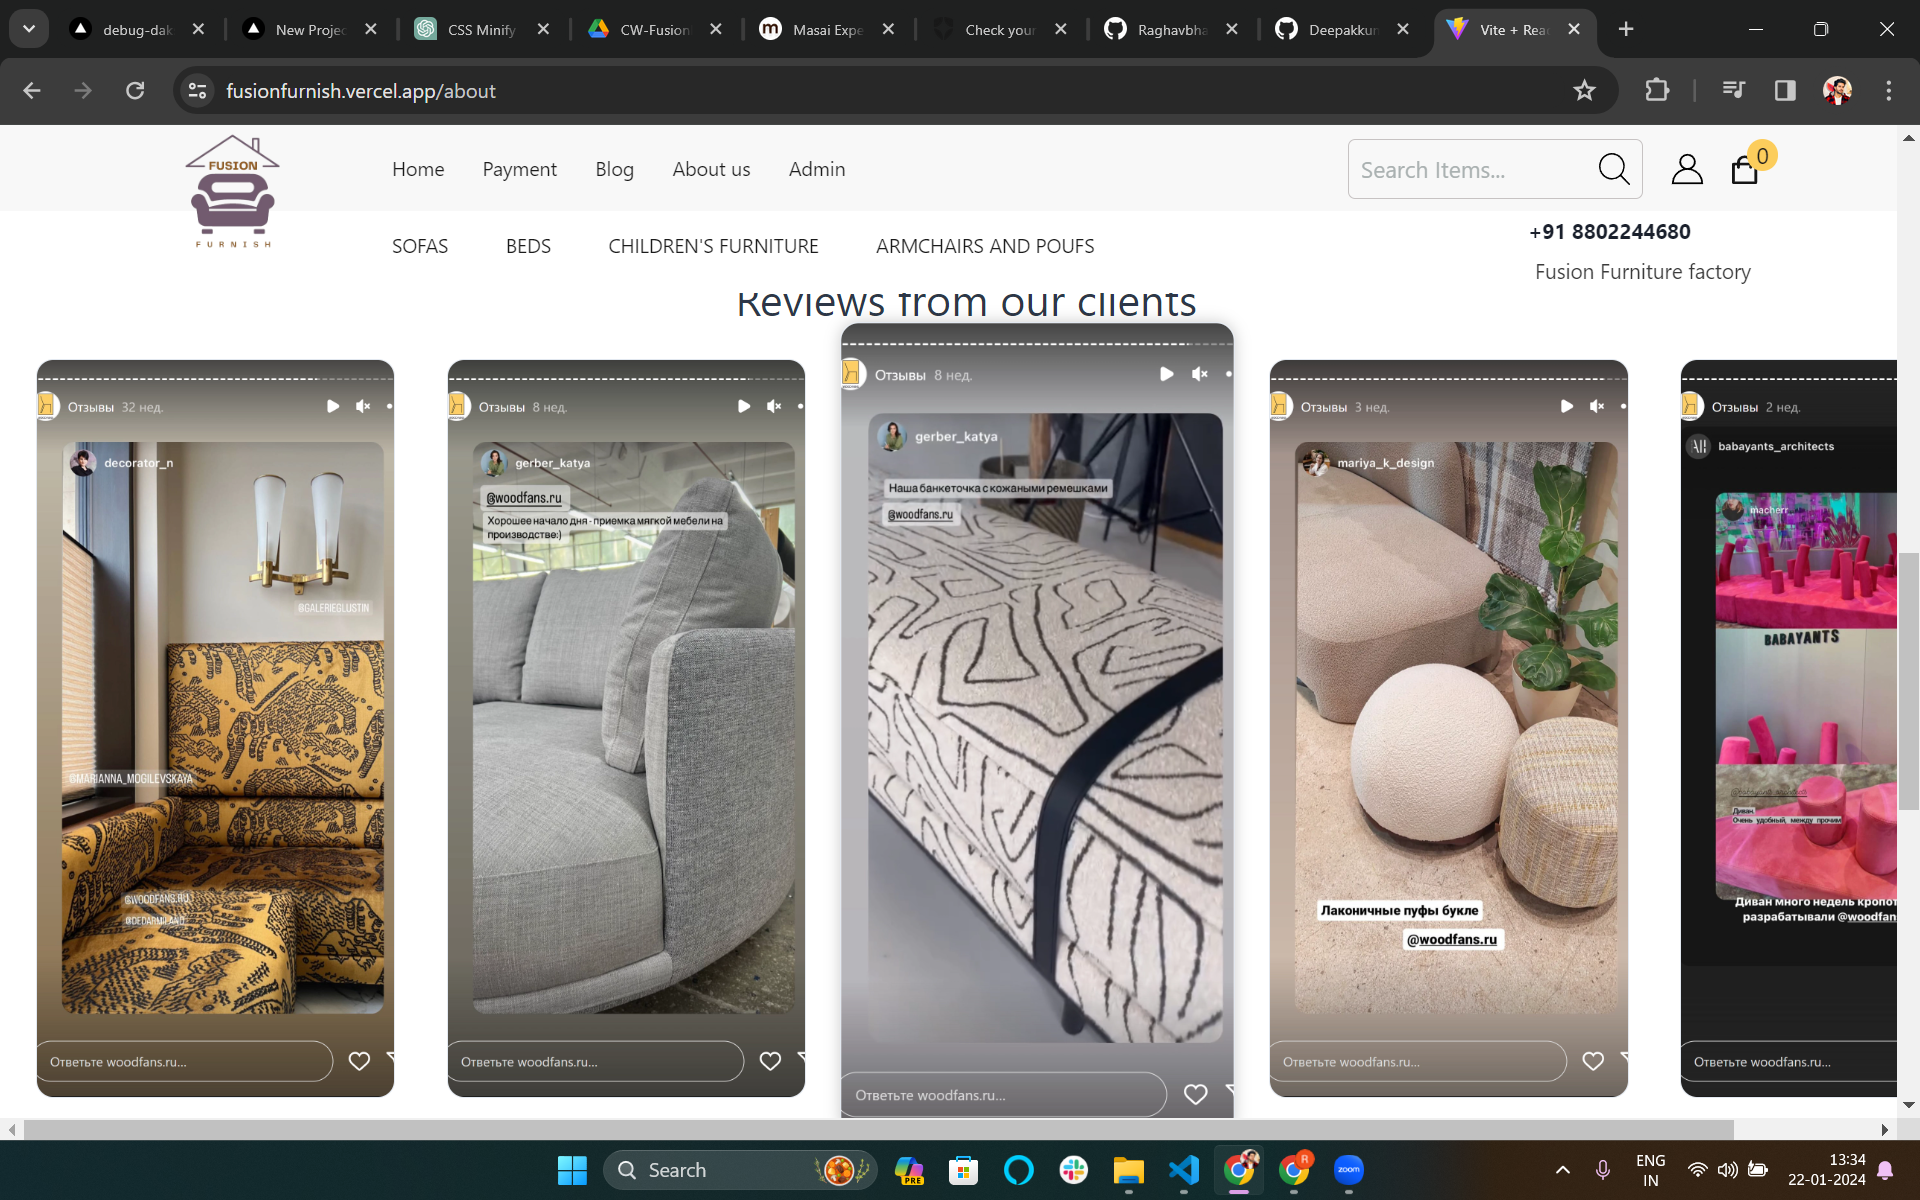 debug-dak
New Projec
CSS Minify
CW-Fusion
Masai Expe
Check your
Raghavbha
Deepakkun
Vite + Reac
fusionfurnish.vercel.app/about
FUSION
FURNISH
Home Payment Blog About us Admin
Search Items...
0
SOFAS BEDS CHILDREN'S FURNITURE ARMCHAIRS AND POUFS
+91 8802244680
Fusion Furniture factory
Reviews from our clients
Отзывы 32 нед.
decorator_n
@GALERIEGLUSTIN
@MARIANNA_MOGILEVSKAYA
@WOODFANS.RU
@DEDARMILANO
Ответьте woodfans.ru...
Отзывы 8 нед.
gerber_katya
@woodfans.ru
Хорошее начало дня - приемка мягкой мебели на
производстве:)
Ответьте woodfans.ru...
Отзывы 8 нед.
gerber_katya
Наша банкеточка с кожаными ремешками
@woodfans.ru
Ответьте woodfans.ru...
Отзывы 3 нед.
mariya_k_design
Лаконичные пуфы букле
@woodfans.ru
Ответьте woodfans.ru...
Отзывы 2 нед.
babayants_architects
macherr
BABAYANTS
Диван
Очень удобный, между прочим
Диван много недель кропот
разрабатывали @woodfan
Ответьте woodfans.ru...
Search
PRE
R
zoom
ENG
IN
13:34
22-01-2024